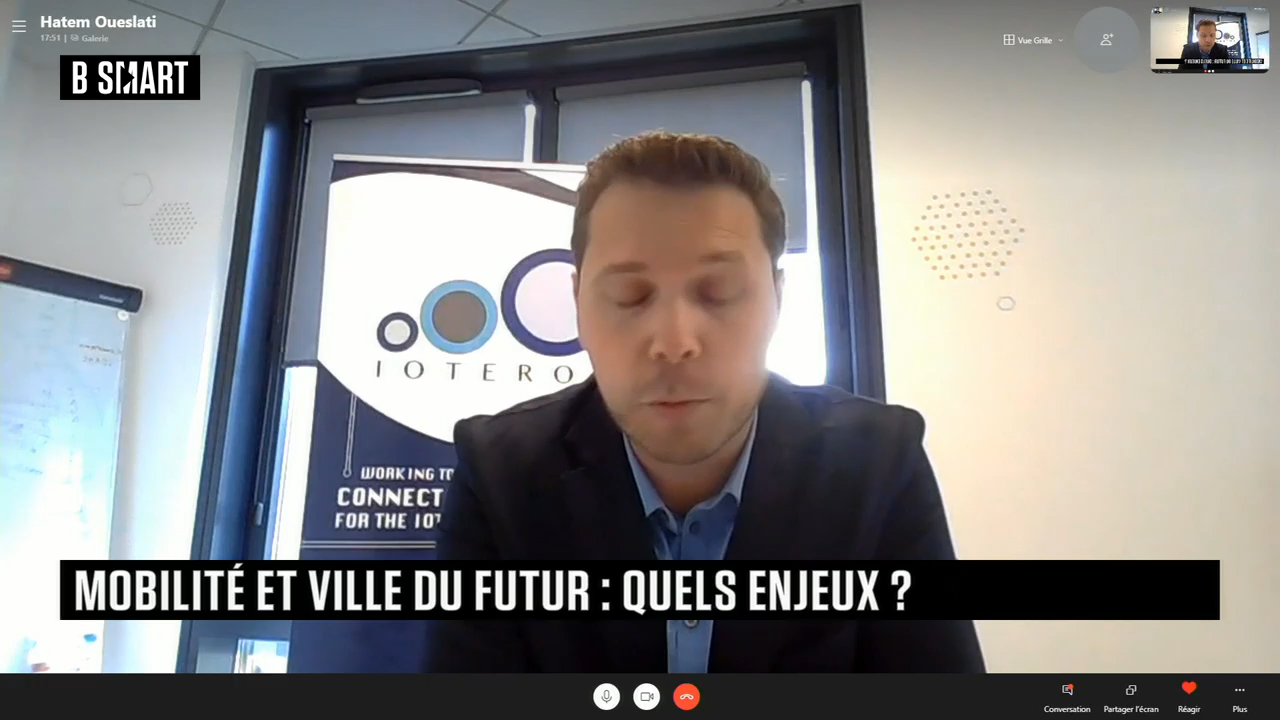 Hatem Oueslati
17:51 | Galerie
Vue Grille
B SMART
IOTERO
WORKING TO
CONNECT
FOR THE IOT
MOBILITÉ ET VILLE DU FUTUR : QUELS ENJEUX ?
Conversation
Partager l'écran
Réagir
Plus